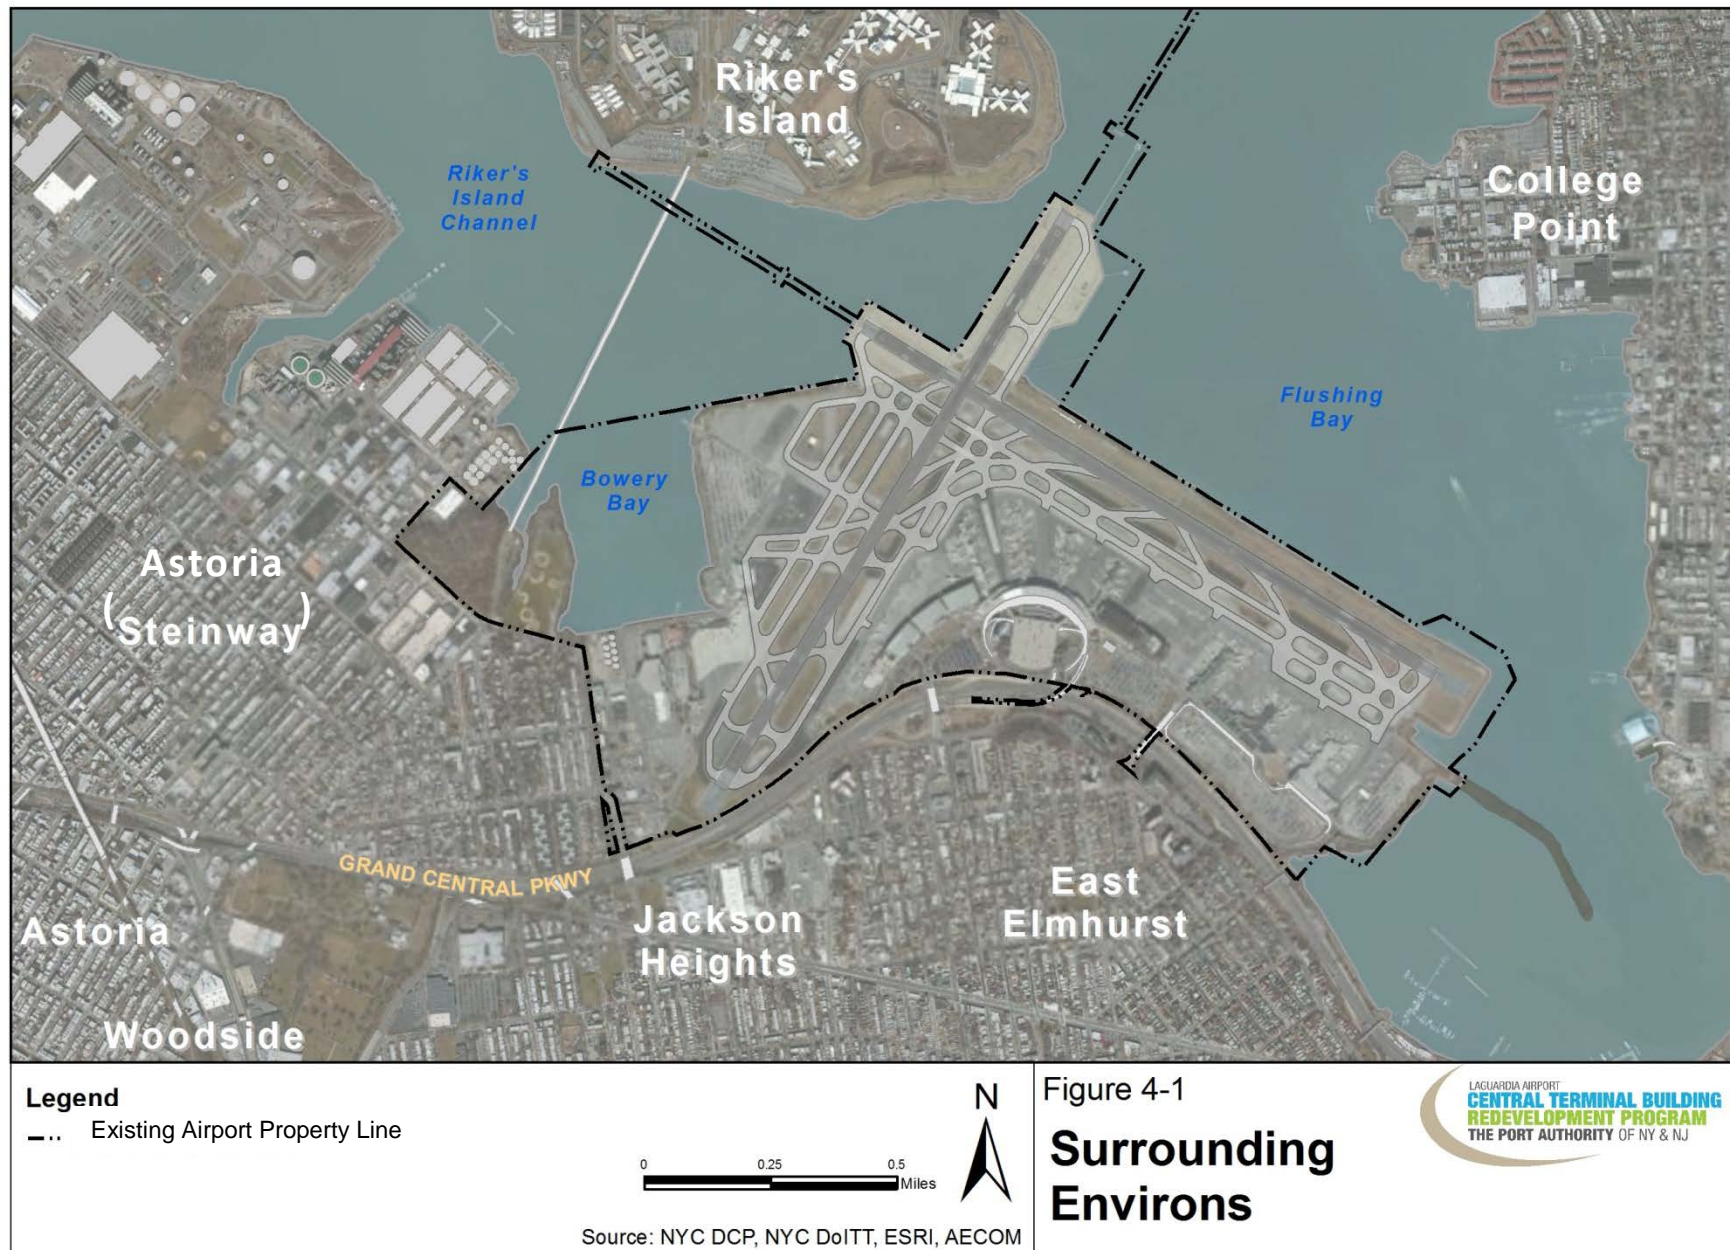 Riker's
Island
Riker's
Island
Channel
College
Point
Flushing
Bay
Bowery
Bay
Astoria
(Steinway)
GRAND CENTRAL PKWY
East
Elmhurst
Jackson
Heights
Astoria
Woodside
Legend
Existing Airport Property Line
N
0 0.25 0.5
Miles
Source: NYC DCP, NYC DoITT, ESRI, AECOM
Figure 4-1
Surrounding
Environs
LAGUARDIA AIRPORT
CENTRAL TERMINAL BUILDING
REDEVELOPMENT PROGRAM
THE PORT AUTHORITY OF NY & NJ